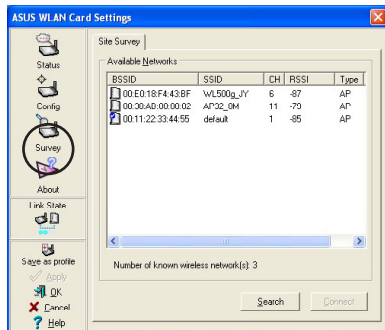 ASUS WLAN Card Settings
Status
Config
Survey
About
Link State
Save as profile
Apply
OK
Cancel
Help
Site Survey
Available Networks
BSSID SSID CH RSSI Type
00:E0:18:F4:43:BF WL500g_JY 6 -87 AP
00:30:AD:00:00:02 AP32_0M 11 -79 AP
00:11:22:33:44:55 default 1 -85 AP
Number of known wireless network(s): 3
Search
Connect